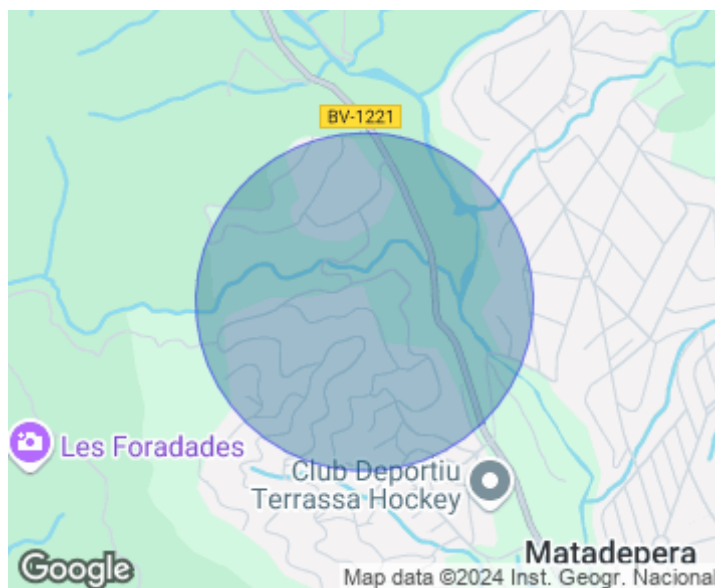 BV-1221
Les Foradades
Club Deportiu
Terrassa Hockey
Matadepera
Google
Map data ©2024 Inst. Geogr. Nacional